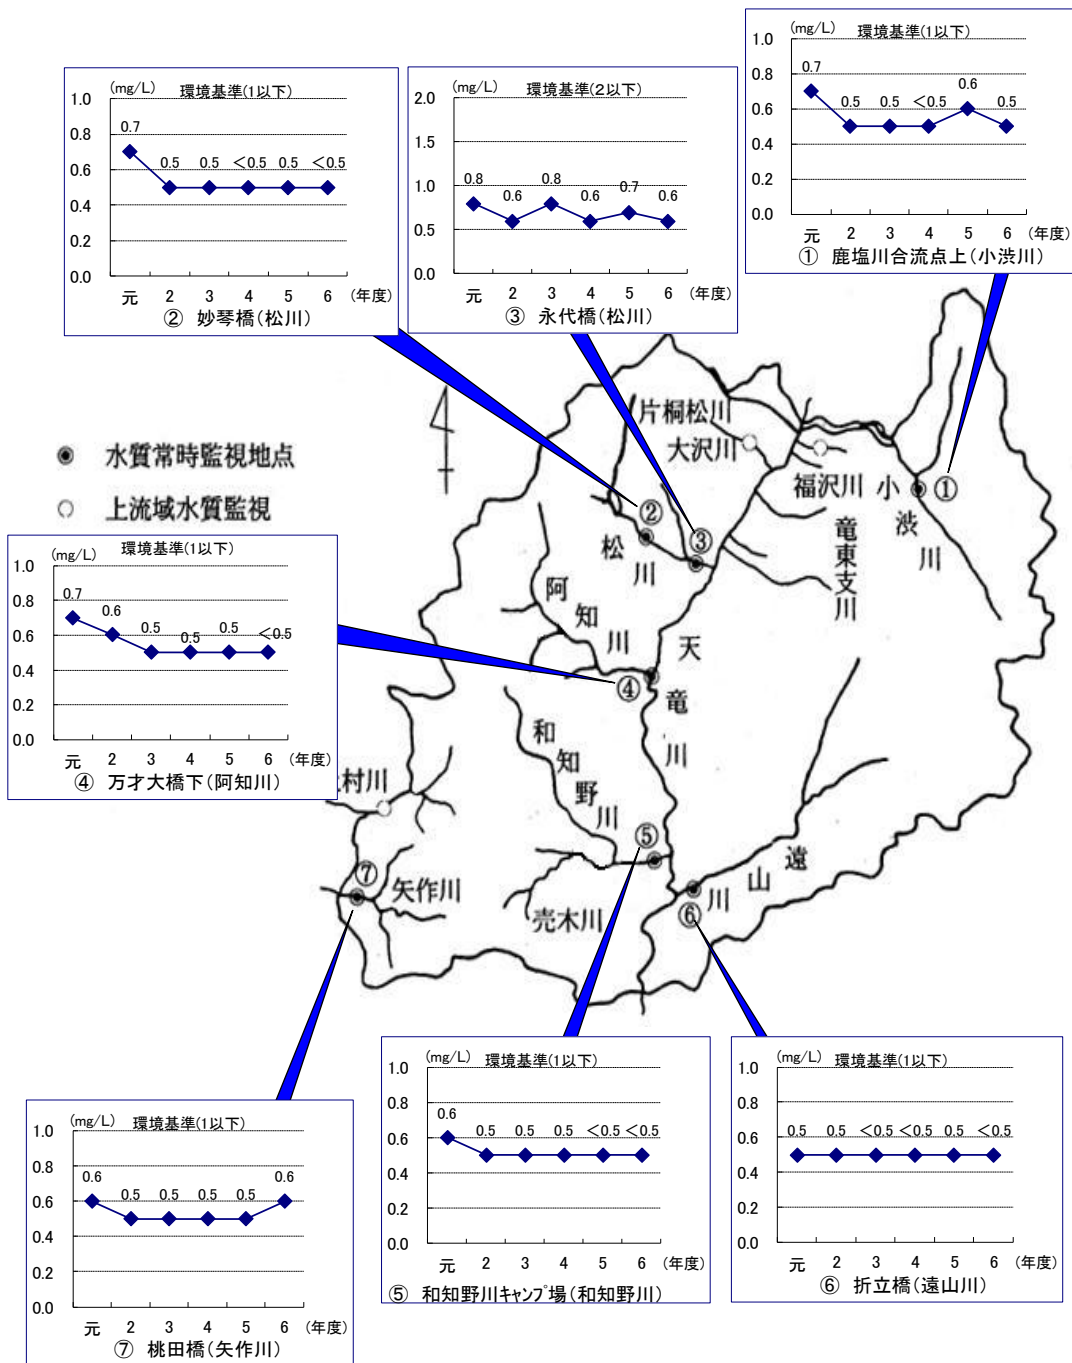 (mg/L) 環境基準(1以下)
1.0
0.8
0.6
0.4
0.2
0.0
0.7 0.5 0.5 <0.5 0.6 0.5
元 2 3 4 5 6 (年度)
① 鹿塩川合流点上(小渋川)
(mg/L) 環境基準(1以下)
1.0
0.8
0.6
0.4
0.2
0.0
0.7 0.5 0.5 <0.5 0.5 <0.5
元 2 3 4 5 6 (年度)
② 妙琴橋(松川)
(mg/L) 環境基準(2以下)
2.0
1.5
1.0
0.5
0.0
0.8 0.6 0.8 0.6 0.7 0.6
元 2 3 4 5 6 (年度)
③ 永代橋(松川)
水質常時監視地点
上流域水質監視
片桐松川
大沢川
福沢川
小渋川
①
②
③
松川
竜東支川
阿知川
天竜川
④
和知野川
⑤
村川
⑦
矢作川
売木川
遠山川
⑥
(mg/L) 環境基準(1以下)
1.0
0.8
0.6
0.4
0.2
0.0
0.7 0.6 0.5 0.5 0.5 <0.5
元 2 3 4 5 6 (年度)
④ 万才大橋下(阿知川)
(mg/L) 環境基準(1以下)
1.0
0.8
0.6
0.4
0.2
0.0
0.6 0.5 0.5 0.5 <0.5 <0.5
元 2 3 4 5 6 (年度)
⑤ 和知野川キャンプ場(和知野川)
(mg/L) 環境基準(1以下)
1.0
0.8
0.6
0.4
0.2
0.0
0.5 0.5 <0.5 <0.5 0.5 <0.5
元 2 3 4 5 6 (年度)
⑥ 折立橋(遠山川)
(mg/L) 環境基準(1以下)
1.0
0.8
0.6
0.4
0.2
0.0
0.6 0.5 0.5 0.5 0.5 0.6
元 2 3 4 5 6 (年度)
⑦ 桃田橋(矢作川)